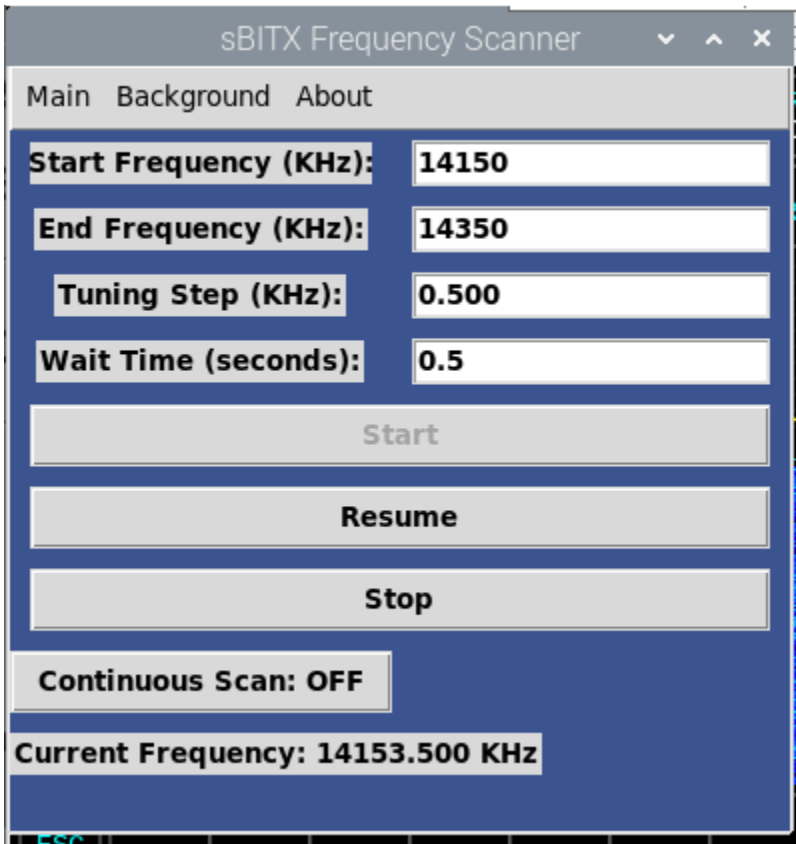 sBITX Frequency Scanner
Main Background About
Start Frequency (KHz): 14150
End Frequency (KHz): 14350
Tuning Step (KHz): 0.500
Wait Time (seconds): 0.5
Start
Resume
Stop
Continuous Scan: OFF
Current Frequency: 14153.500 KHz
ESC